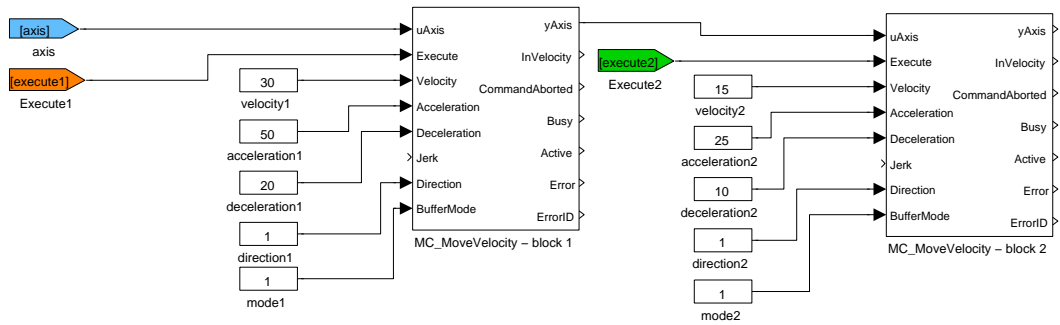 [axis]
axis
[execute1]
Execute1
30
velocity1
50
acceleration1
20
deceleration1
1
direction1
1
mode1
uAxis
Execute
Velocity
Acceleration
Deceleration
Jerk
Direction
BufferMode
yAxis
InVelocity
CommandAborted
Busy
Active
Error
ErrorID
MC_MoveVelocity − block 1
[execute2]
Execute2
15
velocity2
25
acceleration2
10
deceleration2
1
direction2
1
mode2
uAxis
Execute
Velocity
Acceleration
Deceleration
Jerk
Direction
BufferMode
yAxis
InVelocity
CommandAborted
Busy
Active
Error
ErrorID
MC_MoveVelocity − block 2